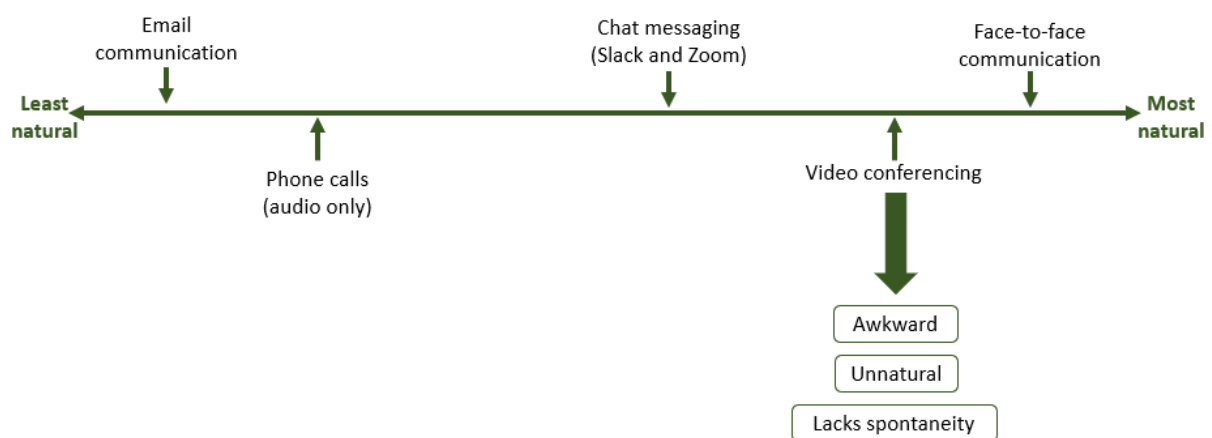 Email
communication
Chat messaging
(Slack and Zoom)
Face-to-face
communication
Least
natural
Most
natural
Phone calls
(audio only)
Video conferencing
Awkward
Unnatural
Lacks spontaneity